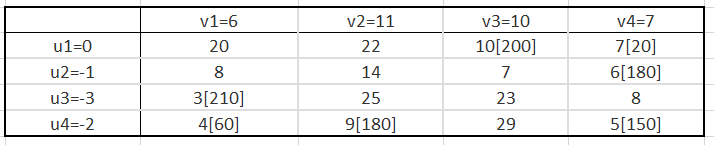 v1=6 v2=11 v3=10 v4=7
u1=0 20 22 10[200] 7[20]
u2=-1 8 14 7 6[180]
u3=-3 3[210] 25 23 8
u4=-2 4[60] 9[180] 29 5[150]